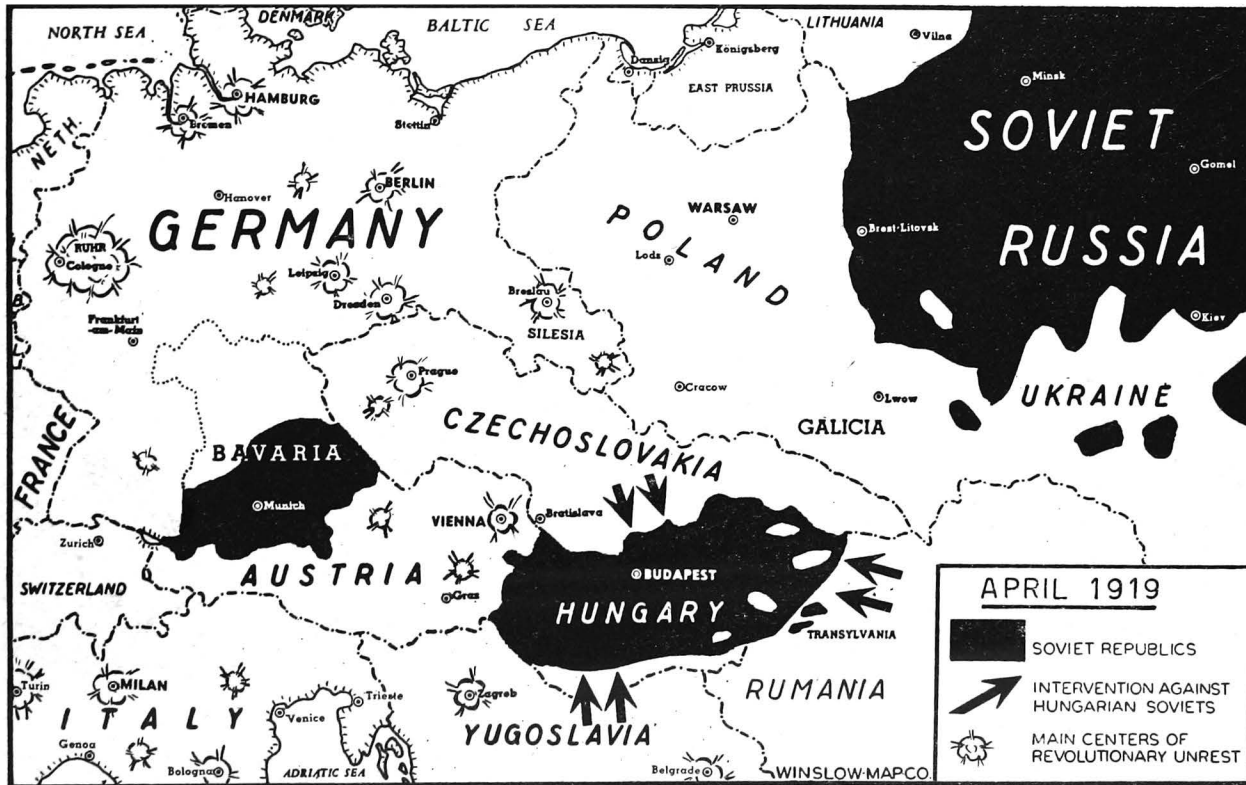 NORTH SEA
DENMARK
BALTIC SEA
LITHUANIA
Vilna
Königsberg
Danzig
EAST PRUSSIA
Minsk
HAMBURG
Bremen
Stettin
NETH.
SOVIET
Gomel
Hanover
BERLIN
GERMANY
POLAND
WARSAW
Brest-Litovsk
RUSSIA
RUHR
Cologne
Lodz
Leipzig
Dresden
Breslau
B.
Frankfurt
-am-Main
SILESIA
Kiev
Prague
Cracow
Lwow
UKRAINE
GALICIA
CZECHOSLOVAKIA
FRANCE
BAVARIA
Munich
VIENNA
Bratislava
Zurich
AUSTRIA
BUDAPEST
SWITZERLAND
Graz
HUNGARY
TRANSYLVANIA
APRIL 1919
SOVIET REPUBLICS
INTERVENTION AGAINST
HUNGARIAN SOVIETS
MAIN CENTERS OF
REVOLUTIONARY UNREST
Turin
MILAN
Trieste
Zagreb
RUMANIA
ITALY
Venice
YUGOSLAVIA
Genoa
Bologna
ADRIATIC SEA
Belgrade
WINSLOW-MAPCO.